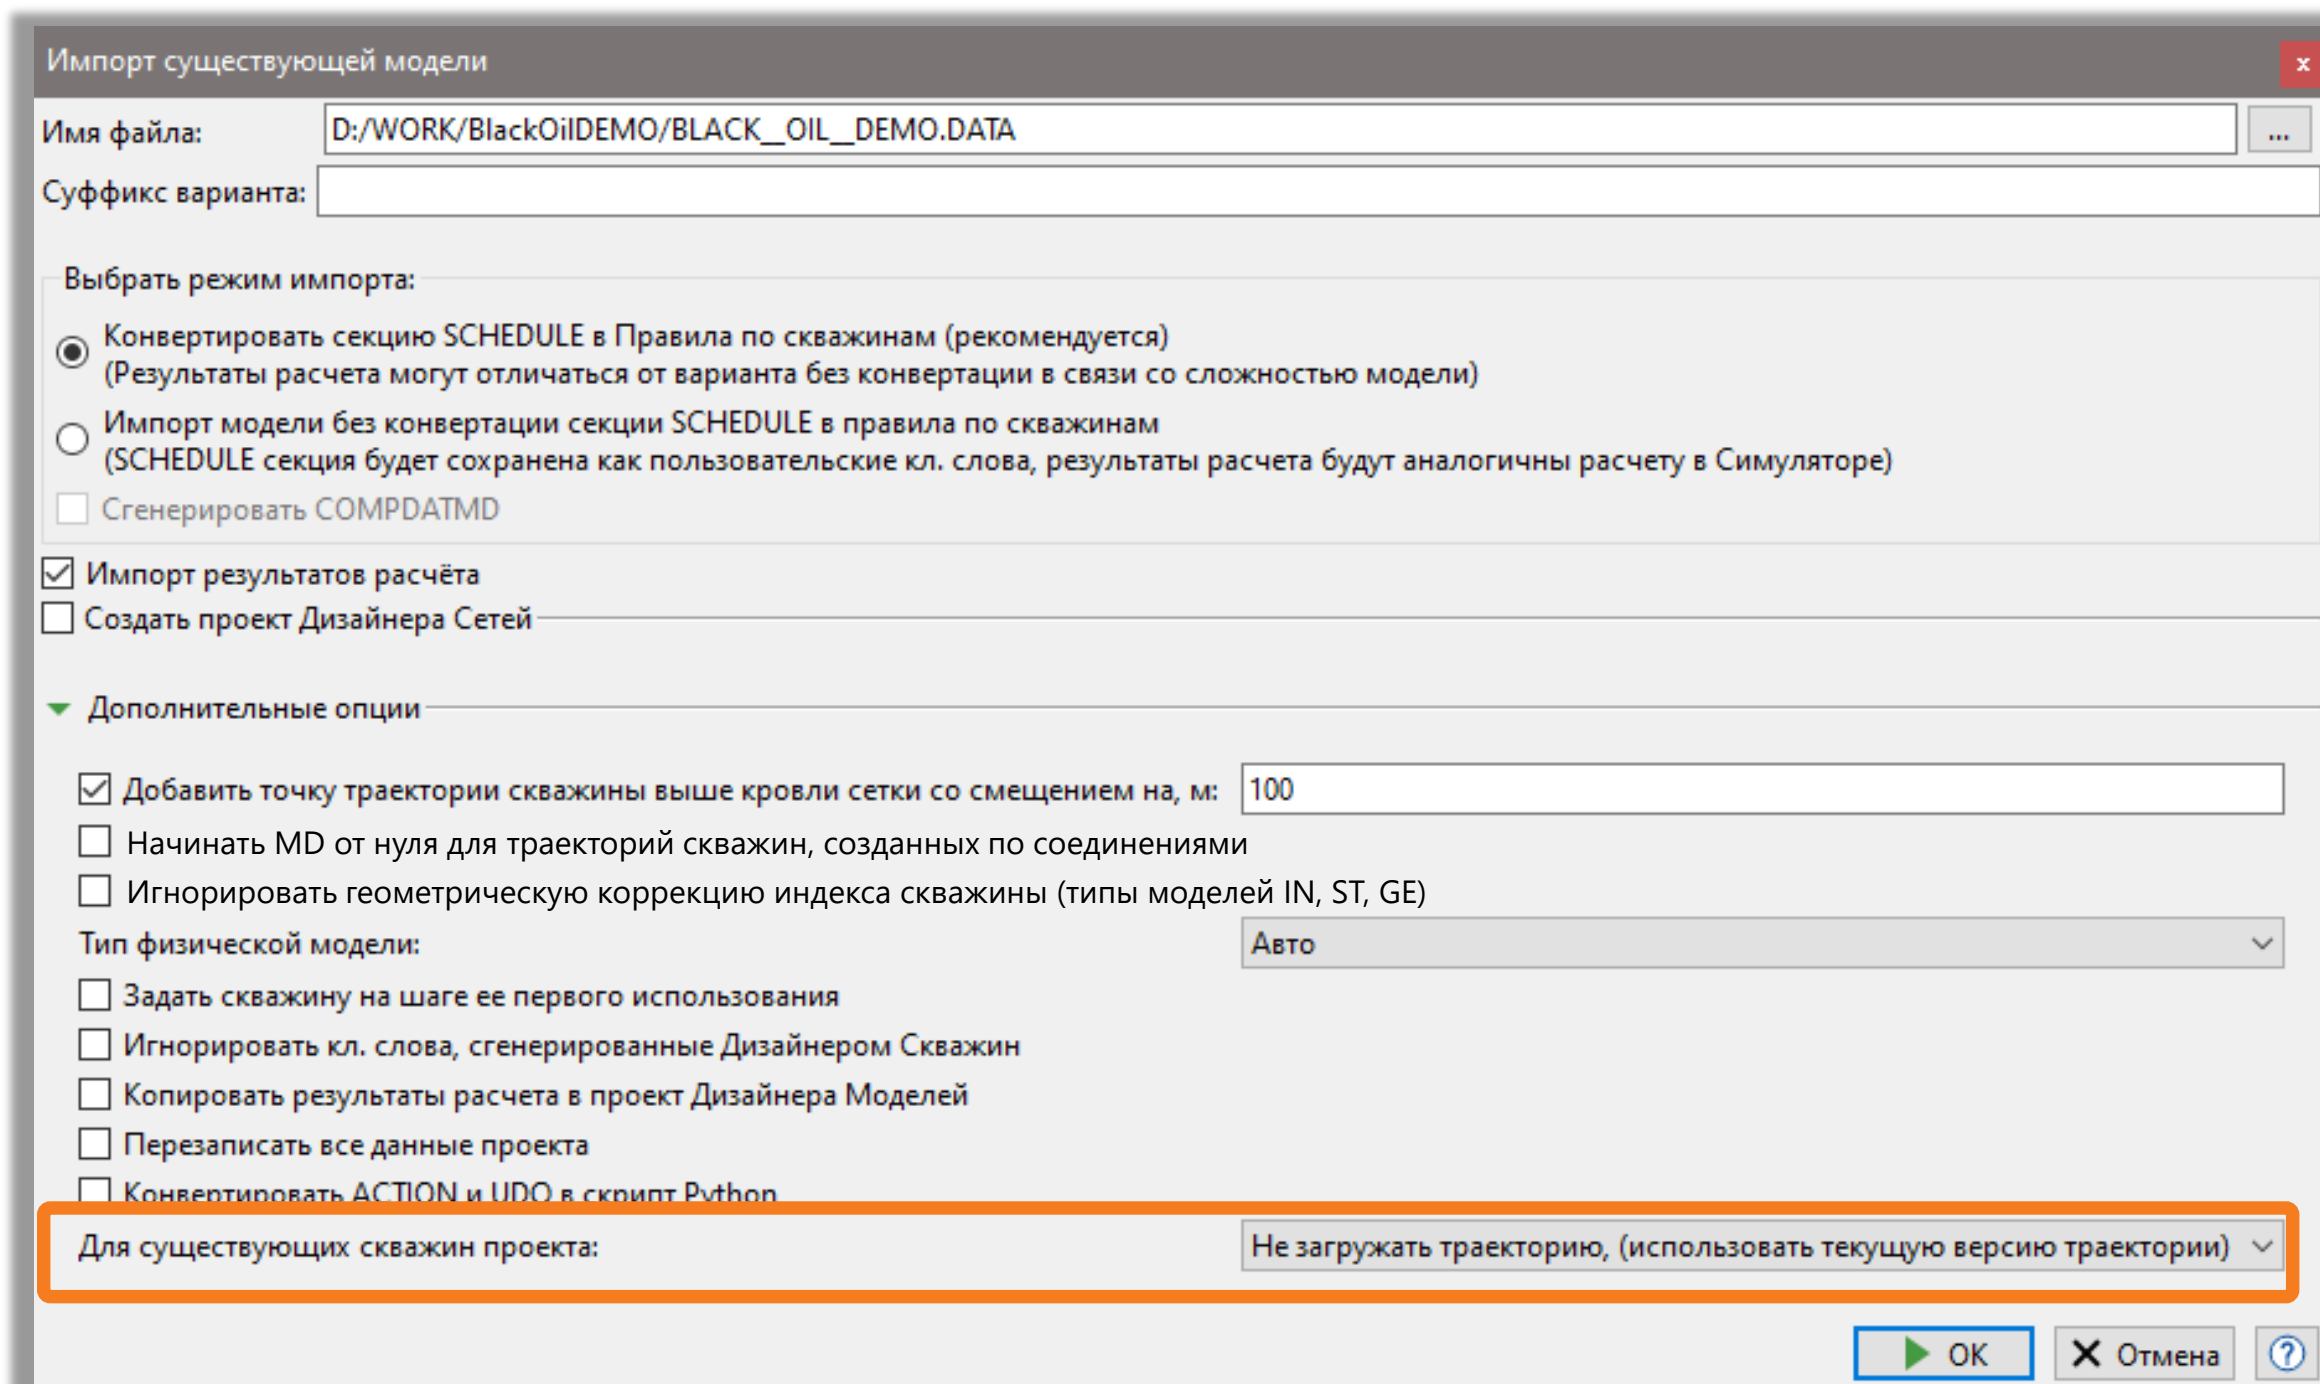 Импорт существующей модели
x
Имя файла: D:/WORK/BlackOilDEMO/BLACK__OIL__DEMO.DATA ...
Суффикс варианта:
Выбрать режим импорта:
Конвертировать секцию SCHEDULE в Правила по скважинам (рекомендуется)
(Результаты расчета могут отличаться от варианта без конвертации в связи со сложностью модели)
Импорт модели без конвертации секции SCHEDULE в правила по скважинам
(SCHEDULE секция будет сохранена как пользовательские кл. слова, результаты расчета будут аналогичны расчету в Симуляторе)
Сгенерировать COMPDATMD
Импорт результатов расчёта
Создать проект Дизайнера Сетей
Дополнительные опции
Добавить точку траектории скважины выше кровли сетки со смещением на, м: 100
Начинать MD от нуля для траекторий скважин, созданных по соединениями
Игнорировать геометрическую коррекцию индекса скважины (типы моделей IN, ST, GE)
Тип физической модели: Авто
Задать скважину на шаге ее первого использования
Игнорировать кл. слова, сгенерированные Дизайнером Скважин
Копировать результаты расчета в проект Дизайнера Моделей
Перезаписать все данные проекта
Конвертировать ACTION и UDQ в скрипт Python
Для существующих скважин проекта: Не загружать траекторию, (использовать текущую версию траектории)
OK Отмена ?